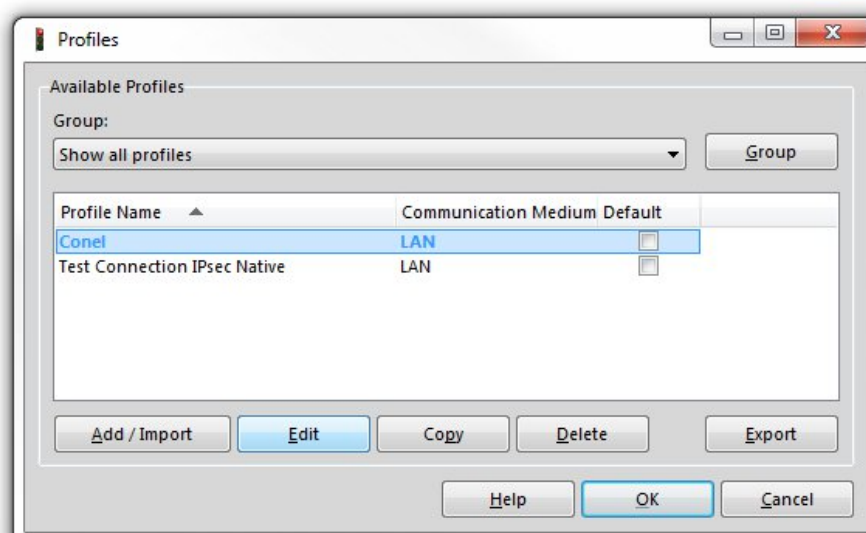 Profiles
Available Profiles
Group:
Show all profiles
Group
Profile Name Communication Medium Default
Conel LAN
Test Connection IPsec Native LAN
Add / Import Edit Copy Delete Export
Help OK Cancel